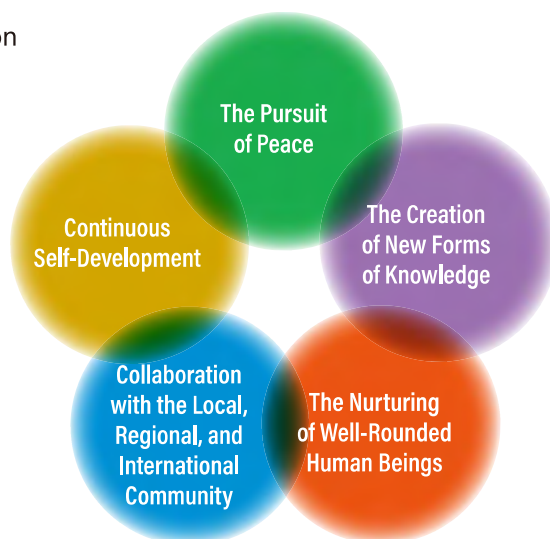 on
The Pursuit
of Peace
The Creation
of New Forms
of Knowledge
The Nurturing
of Well-Rounded
Human Beings
Collaboration
with the Local,
Regional, and
International
Community
Continuous
Self-Development